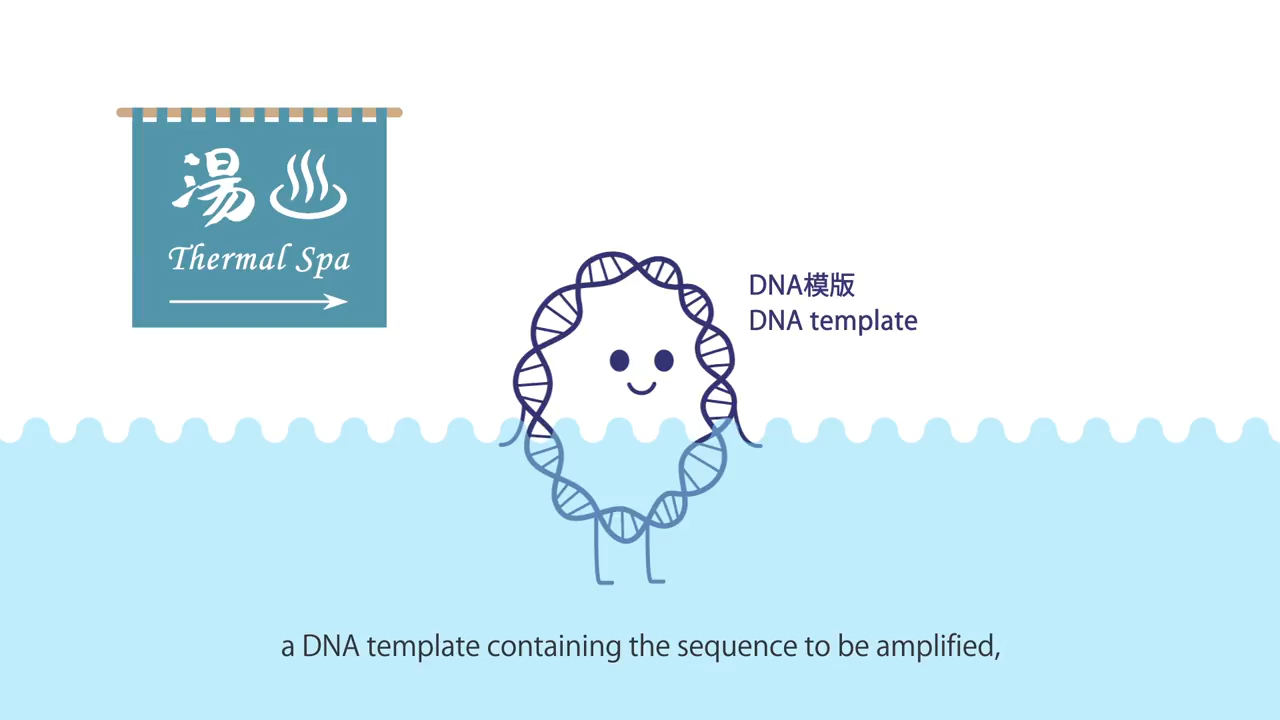 湯
Thermal Spa
DNA模版
DNA template
a DNA template containing the sequence to be amplified,